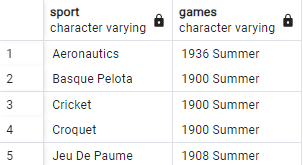 sport games
character varying character varying
1 Aeronautics 1936 Summer
2 Basque Pelota 1900 Summer
3 Cricket 1900 Summer
4 Croquet 1900 Summer
5 Jeu De Paume 1908 Summer